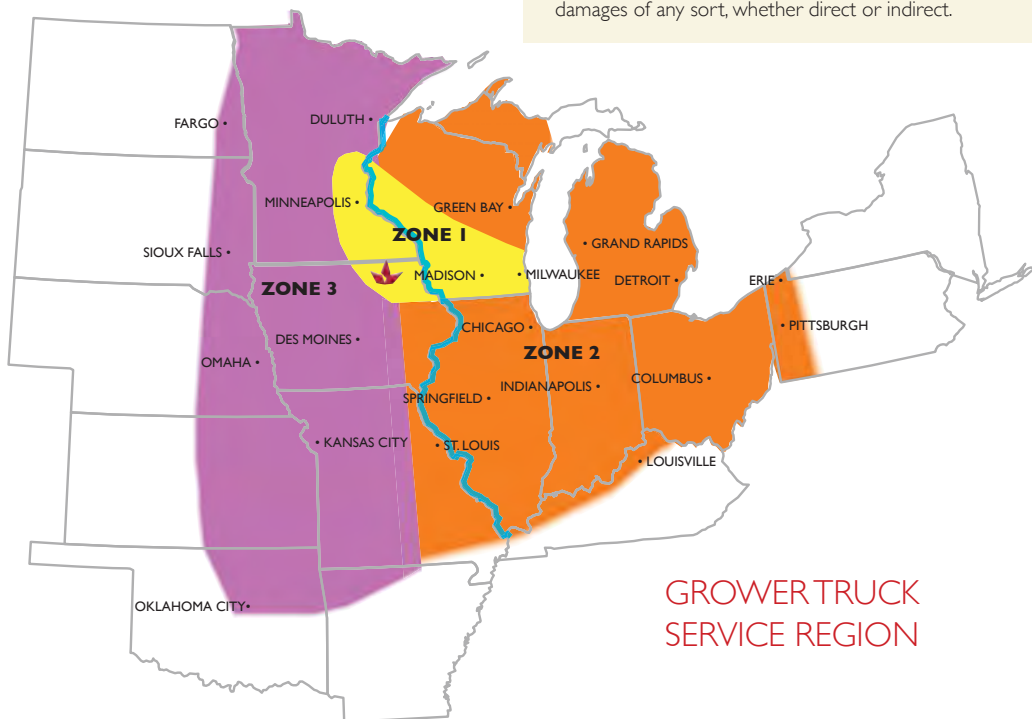 damages of any sort, whether direct or indirect.
FARGO
DULUTH
MINNEAPOLIS
GREEN BAY
ZONE 1
SIOUX FALLS
GRAND RAPIDS
MADISON
MILWAUKEE
DETROIT
ERIE
ZONE 3
CHICAGO
PITTSBURGH
DES MOINES
ZONE 2
OMAHA
INDIANAPOLIS
COLUMBUS
SPRINGFIELD
KANSAS CITY
ST. LOUIS
LOUISVILLE
OKLAHOMA CITY
GROWER TRUCK
SERVICE REGION